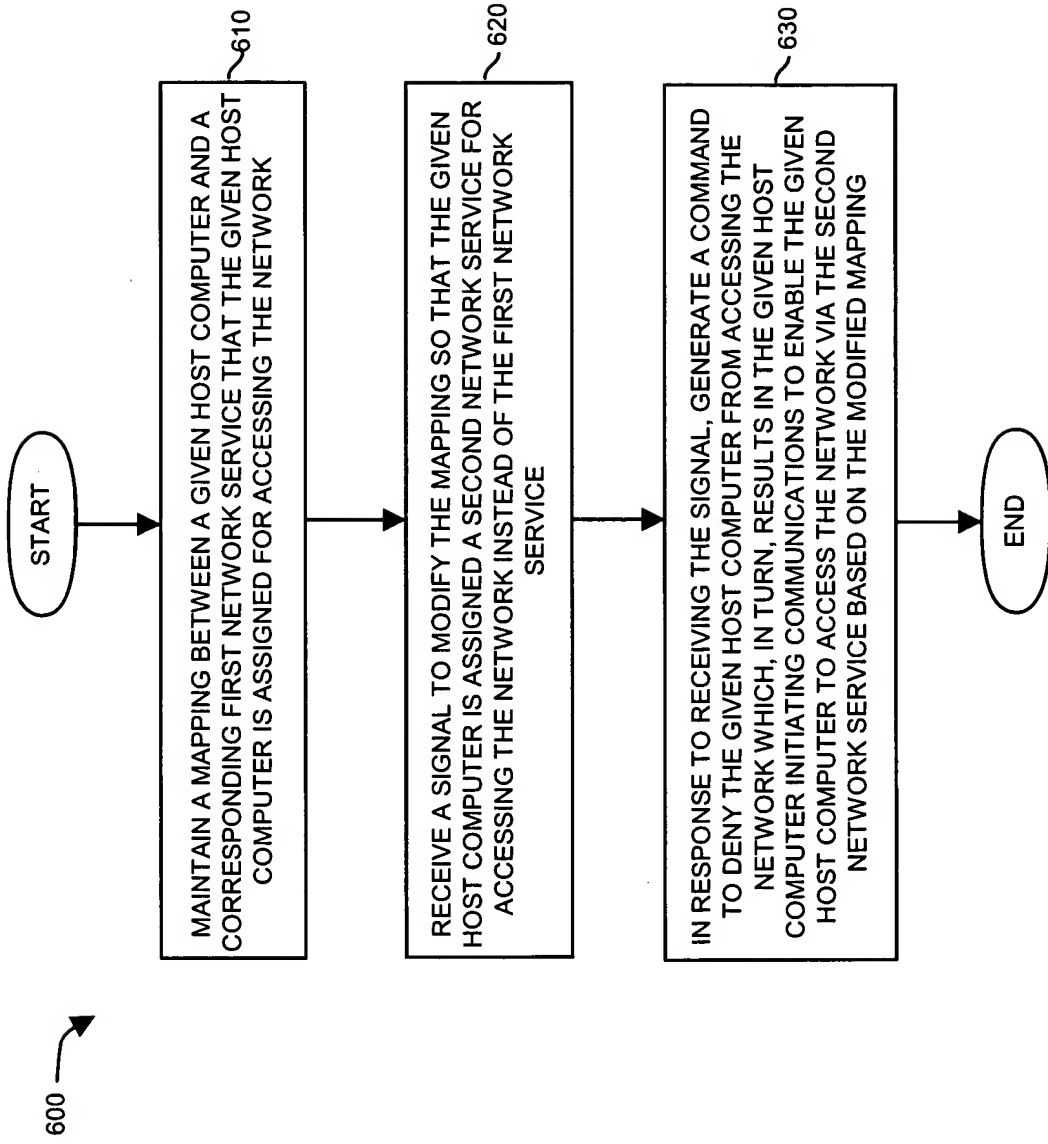 600
START
MAINTAIN A MAPPING BETWEEN A GIVEN HOST COMPUTER AND A
CORRESPONDING FIRST NETWORK SERVICE THAT THE GIVEN HOST
COMPUTER IS ASSIGNED FOR ACCESSING THE NETWORK
610
RECEIVE A SIGNAL TO MODIFY THE MAPPING SO THAT THE GIVEN
HOST COMPUTER IS ASSIGNED A SECOND NETWORK SERVICE FOR
ACCESSING THE NETWORK INSTEAD OF THE FIRST NETWORK
SERVICE
620
IN RESPONSE TO RECEIVING THE SIGNAL, GENERATE A COMMAND
TO DENY THE GIVEN HOST COMPUTER FROM ACCESSING THE
NETWORK WHICH, IN TURN, RESULTS IN THE GIVEN HOST
COMPUTER INITIATING COMMUNICATIONS TO ENABLE THE GIVEN
HOST COMPUTER TO ACCESS THE NETWORK VIA THE SECOND
NETWORK SERVICE BASED ON THE MODIFIED MAPPING
630
END